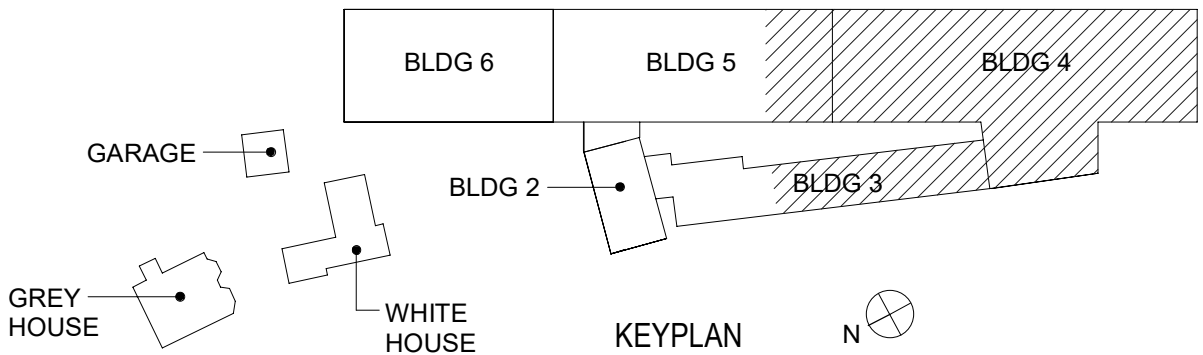 BLDG 6
BLDG 5
BLDG 4
GARAGE
BLDG 2
BLDG 3
GREY
HOUSE
WHITE
HOUSE
KEYPLAN
N